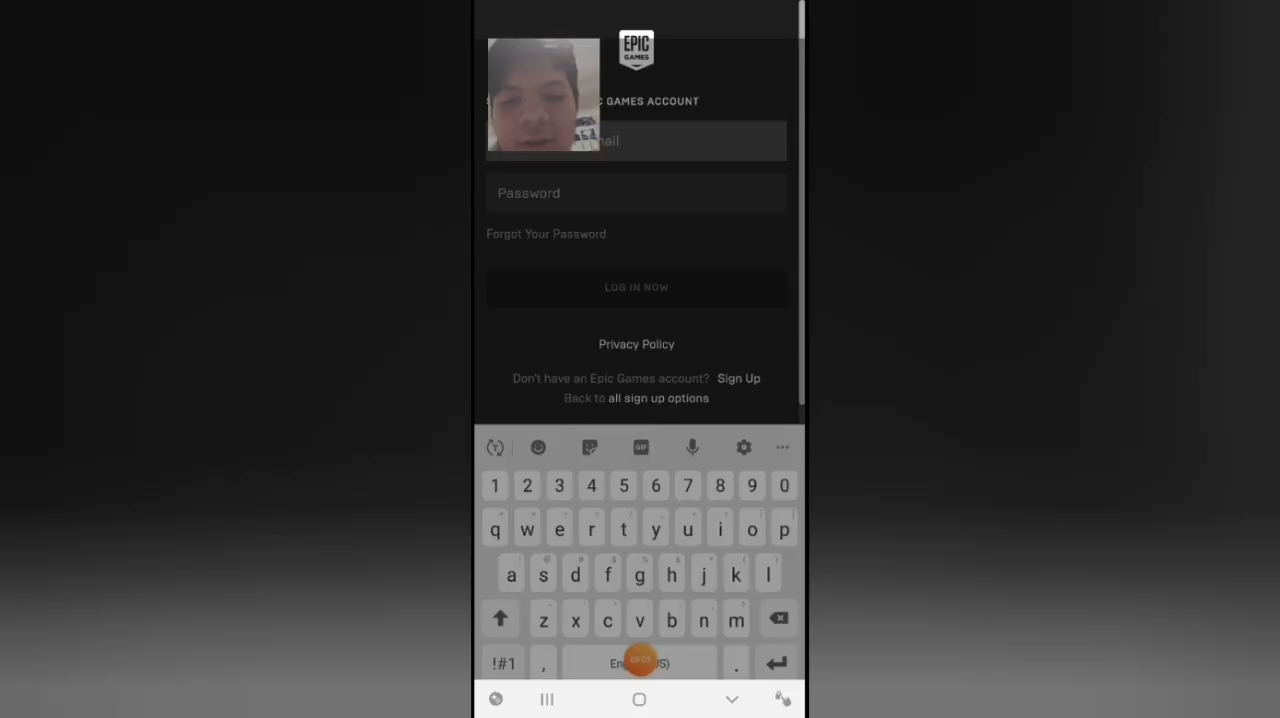 EPIC
GAMES
GAMES ACCOUNT
Password
Forgot Your Password
LOG IN NOW
Privacy Policy
Don't have an Epic Games account? Sign Up
Back to all sign up options
GIF
1 2 3 4 5 6 7 8 9 0
q w e r t y u i o p
a s d f g h j k l
z x c v b n m
!#1 , .